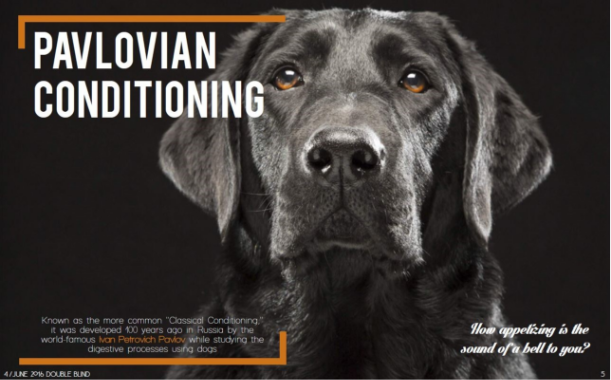 PAVLOVIAN
CONDITIONING
Known as the more common "Classical Conditioning,"
it was developed 100 years ago in Russia by the
world-famous Ivan Petrovich Pavlov while studying the
digestive processes using dogs
How appetizing is the
sound of a bell to you?
4 / JUNE 2016 DOUBLE BLIND
5